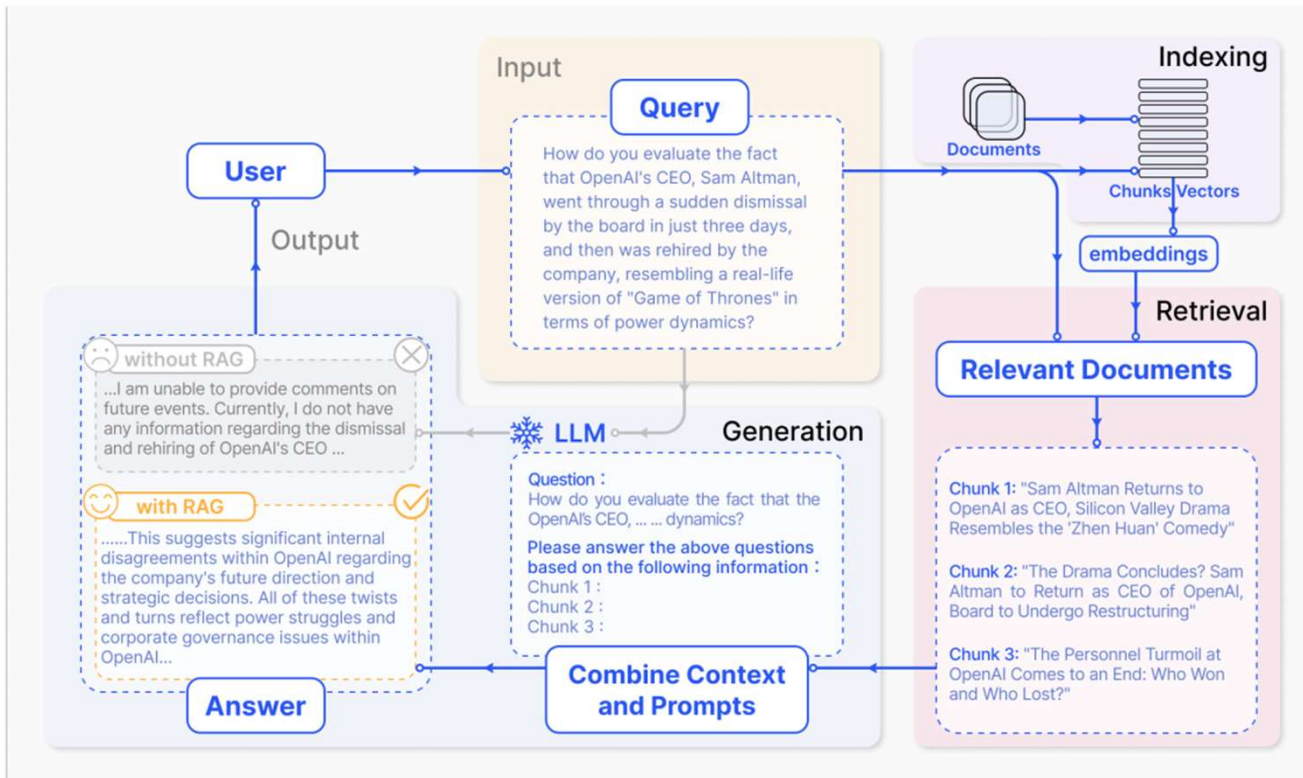 Input
Query
How do you evaluate the fact
that OpenAI's CEO, Sam Altman,
went through a sudden dismissal
by the board in just three days,
and then was rehired by the
company, resembling a real-life
version of "Game of Thrones" in
terms of power dynamics?
Indexing
Documents
Chunks Vectors
embeddings
User
Output
Retrieval
Relevant Documents
Chunk 1: "Sam Altman Returns to
OpenAI as CEO, Silicon Valley Drama
Resembles the 'Zhen Huan' Comedy"
Chunk 2: "The Drama Concludes? Sam
Altman to Return as CEO of OpenAI,
Board to Undergo Restructuring"
Chunk 3: "The Personnel Turmoil at
OpenAI Comes to an End: Who Won
and Who Lost?"
Generation
LLM
Question :
How do you evaluate the fact that the
OpenAI's CEO, ... ... dynamics?
Please answer the above questions
based on the following information :
Chunk 1 :
Chunk 2 :
Chunk 3 :
Combine Context
and Prompts
without RAG
...I am unable to provide comments on
future events. Currently, I do not have
any information regarding the dismissal
and rehiring of OpenAI's CEO ...
with RAG
......This suggests significant internal
disagreements within OpenAI regarding
the company's future direction and
strategic decisions. All of these twists
and turns reflect power struggles and
corporate governance issues within
OpenAI...
Answer